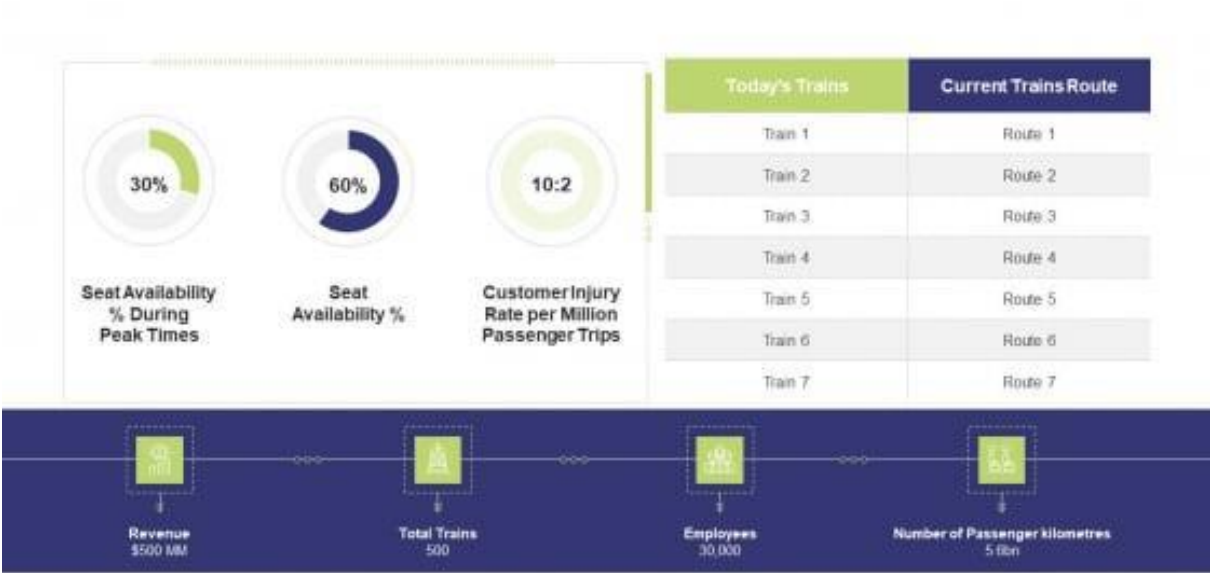 30%
60%
10:2
Seat Availability
% During
Peak Times
Seat
Availability %
Customer Injury
Rate per Million
Passenger Trips
Today's Trains Current Trains Route
Train 1 Route 1
Train 2 Route 2
Train 3 Route 3
Train 4 Route 4
Train 5 Route 5
Train 6 Route 6
Train 7 Route 7
Revenue
$500 MM
Total Trains
500
Employees
30,000
Number of Passenger kilometres
5.6bn